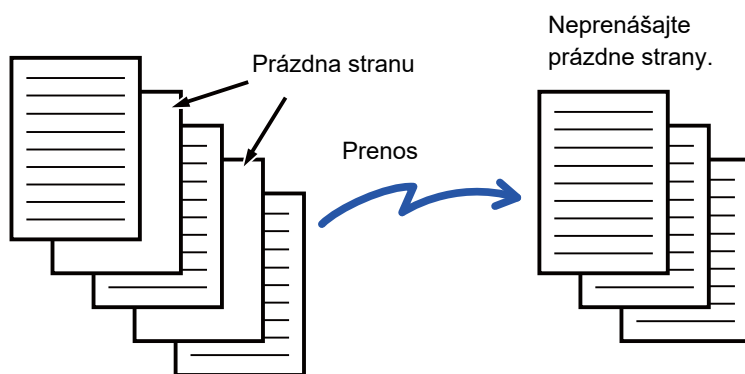 Prázdna stranu
Prenos
Neprenášajte
prázdne strany.